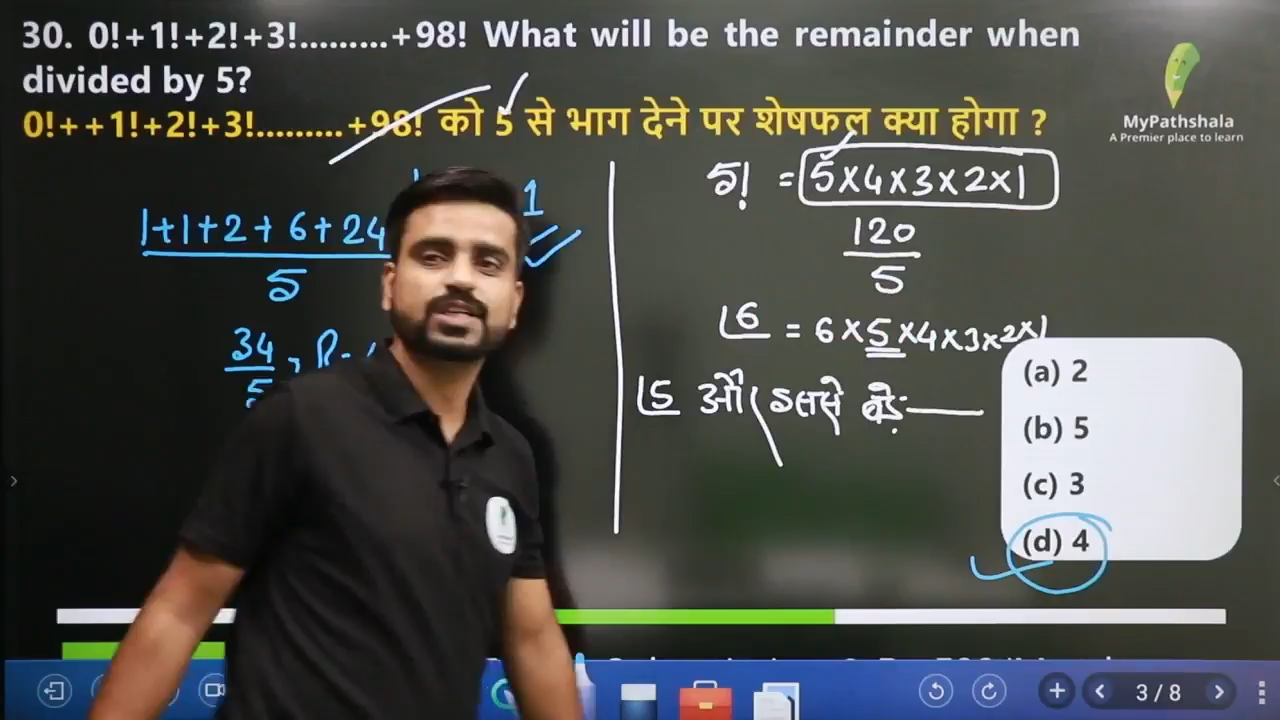 30. 0!+1!+2!+3!.........+98! What will be the remainder when
divided by 5?
0!++1!+2!+3!.........+98! को 5 से भाग देने पर शेषफल क्या होगा ?
MyPathshala
A Premier place to learn
1+1+2+6+24
5
1
34
5
5! = 5×4×3×2×1
120
5
6 = 6×5×4×3×2×1
5 और इससे बड़े
(a) 2
(b) 5
(c) 3
(d) 4
3 / 8